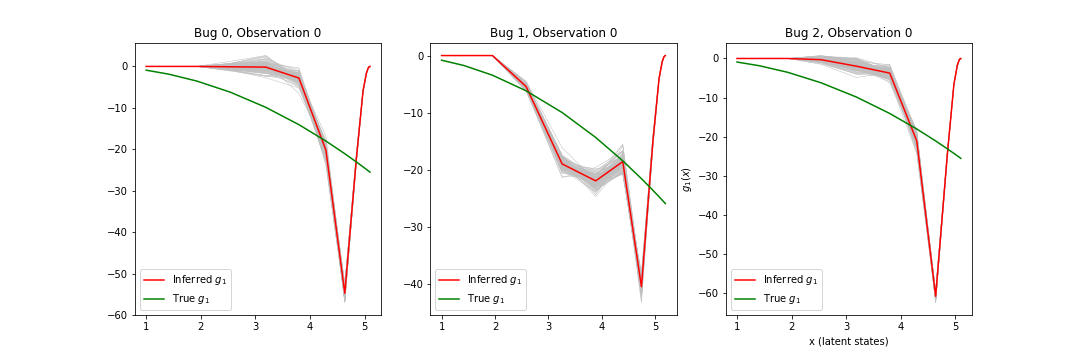 Bug 0, Observation 0
0
−10
−20
−30
−40
−50
−60
1 2 3 4 5
Inferred g₁
True g₁
Bug 1, Observation 0
0
−10
−20
−30
−40
1 2 3 4 5
Inferred g₁
True g₁
Bug 2, Observation 0
g₁(x)
0
−10
−20
−30
−40
−50
−60
1 2 3 4 5
x (latent states)
Inferred g₁
True g₁